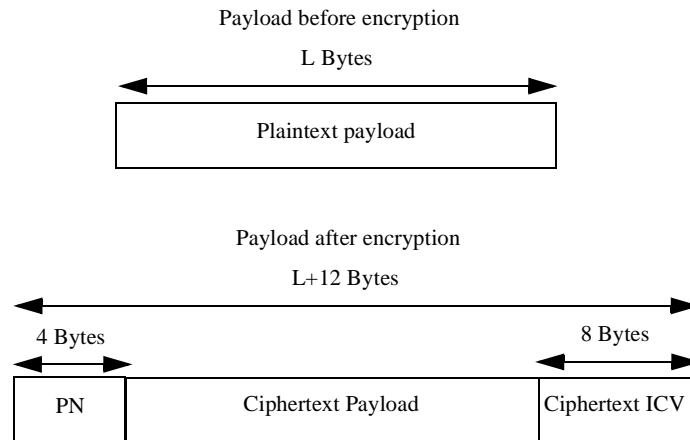 Payload before encryption
L Bytes
Plaintext payload
Payload after encryption
L+12 Bytes
4 Bytes
8 Bytes
PN
Ciphertext Payload
Ciphertext ICV